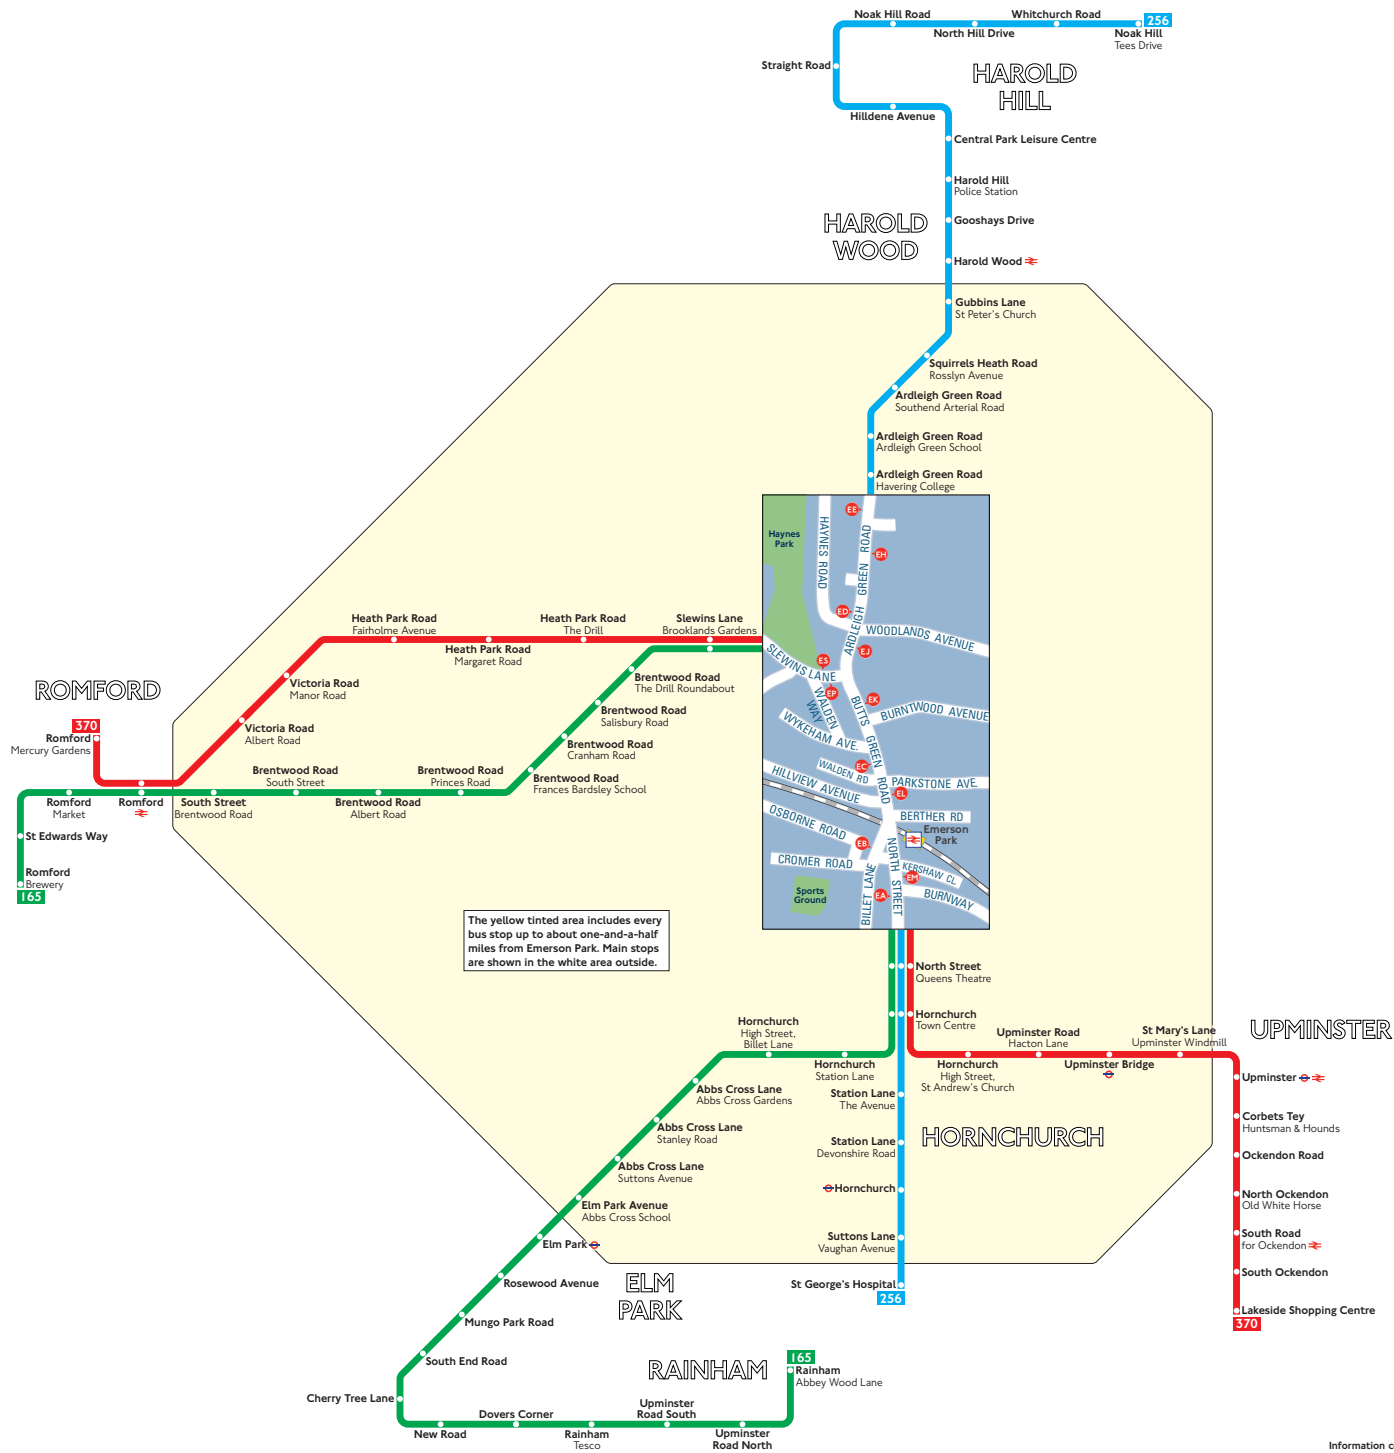 Noak Hill Road
Whitchurch Road
256
North Hill Drive
Noak Hill
Tees Drive
Straight Road
HAROLD
HILL
Hilldene Avenue
Central Park Leisure Centre
Harold Hill
Police Station
HAROLD
WOOD
Gooshays Drive
Harold Wood
Gubbins Lane
St Peter's Church
Squirrels Heath Road
Rosslyn Avenue
Ardleigh Green Road
Southend Arterial Road
Ardleigh Green Road
Ardleigh Green School
Ardleigh Green Road
Havering College
Haynes
Park
HAYNES ROAD
ARDLEIGH GREEN ROAD
EE
EH
ED
WOODLANDS AVENUE
EJ
ES
SLEWINS LANE
EP
WALDEN
WAY
EK
BUTTS GREEN ROAD
BURNTWOOD AVENUE
WYKEHAM AVE.
EC
WALDEN RD
HILLVIEW AVENUE
PARKSTONE AVE.
EL
OSBORNE ROAD
BERTHER RD
Emerson
Park
EB
CROMER ROAD
NORTH STREET
KERSHAW CL
EM
Sports
Ground
BILLET LANE
EA
BURNWAY
Heath Park Road
Fairholme Avenue
Heath Park Road
The Drill
Slewins Lane
Brooklands Gardens
Heath Park Road
Margaret Road
ROMFORD
Victoria Road
Manor Road
Brentwood Road
The Drill Roundabout
370
Romford
Mercury Gardens
Victoria Road
Albert Road
Brentwood Road
Salisbury Road
Brentwood Road
Cranham Road
Brentwood Road
South Street
Brentwood Road
Princes Road
Brentwood Road
Frances Bardsley School
Romford
Market
Romford
South Street
Brentwood Road
Brentwood Road
Albert Road
St Edwards Way
Romford
Brewery
165
The yellow tinted area includes every
bus stop up to about one-and-a-half
miles from Emerson Park. Main stops
are shown in the white area outside.
North Street
Queens Theatre
Hornchurch
Town Centre
Hornchurch
High Street,
Billet Lane
Hornchurch
Station Lane
Upminster Road
Hacton Lane
St Mary's Lane
Upminster Windmill
UPMINSTER
Hornchurch
High Street,
St Andrew's Church
Upminster Bridge
Upminster
Abbs Cross Lane
Abbs Cross Gardens
Station Lane
The Avenue
Corbets Tey
Huntsman & Hounds
Abbs Cross Lane
Stanley Road
Station Lane
Devonshire Road
HORNCHURCH
Ockendon Road
Abbs Cross Lane
Suttons Avenue
Hornchurch
North Ockendon
Old White Horse
Elm Park Avenue
Abbs Cross School
Suttons Lane
Vaughan Avenue
South Road
for Ockendon
Elm Park
South Ockendon
Rosewood Avenue
ELM
PARK
St George's Hospital
256
Lakeside Shopping Centre
370
Mungo Park Road
South End Road
RAINHAM
165
Rainham
Abbey Wood Lane
Cherry Tree Lane
New Road
Dovers Corner
Rainham
Tesco
Upminster
Road South
Upminster
Road North
Information c